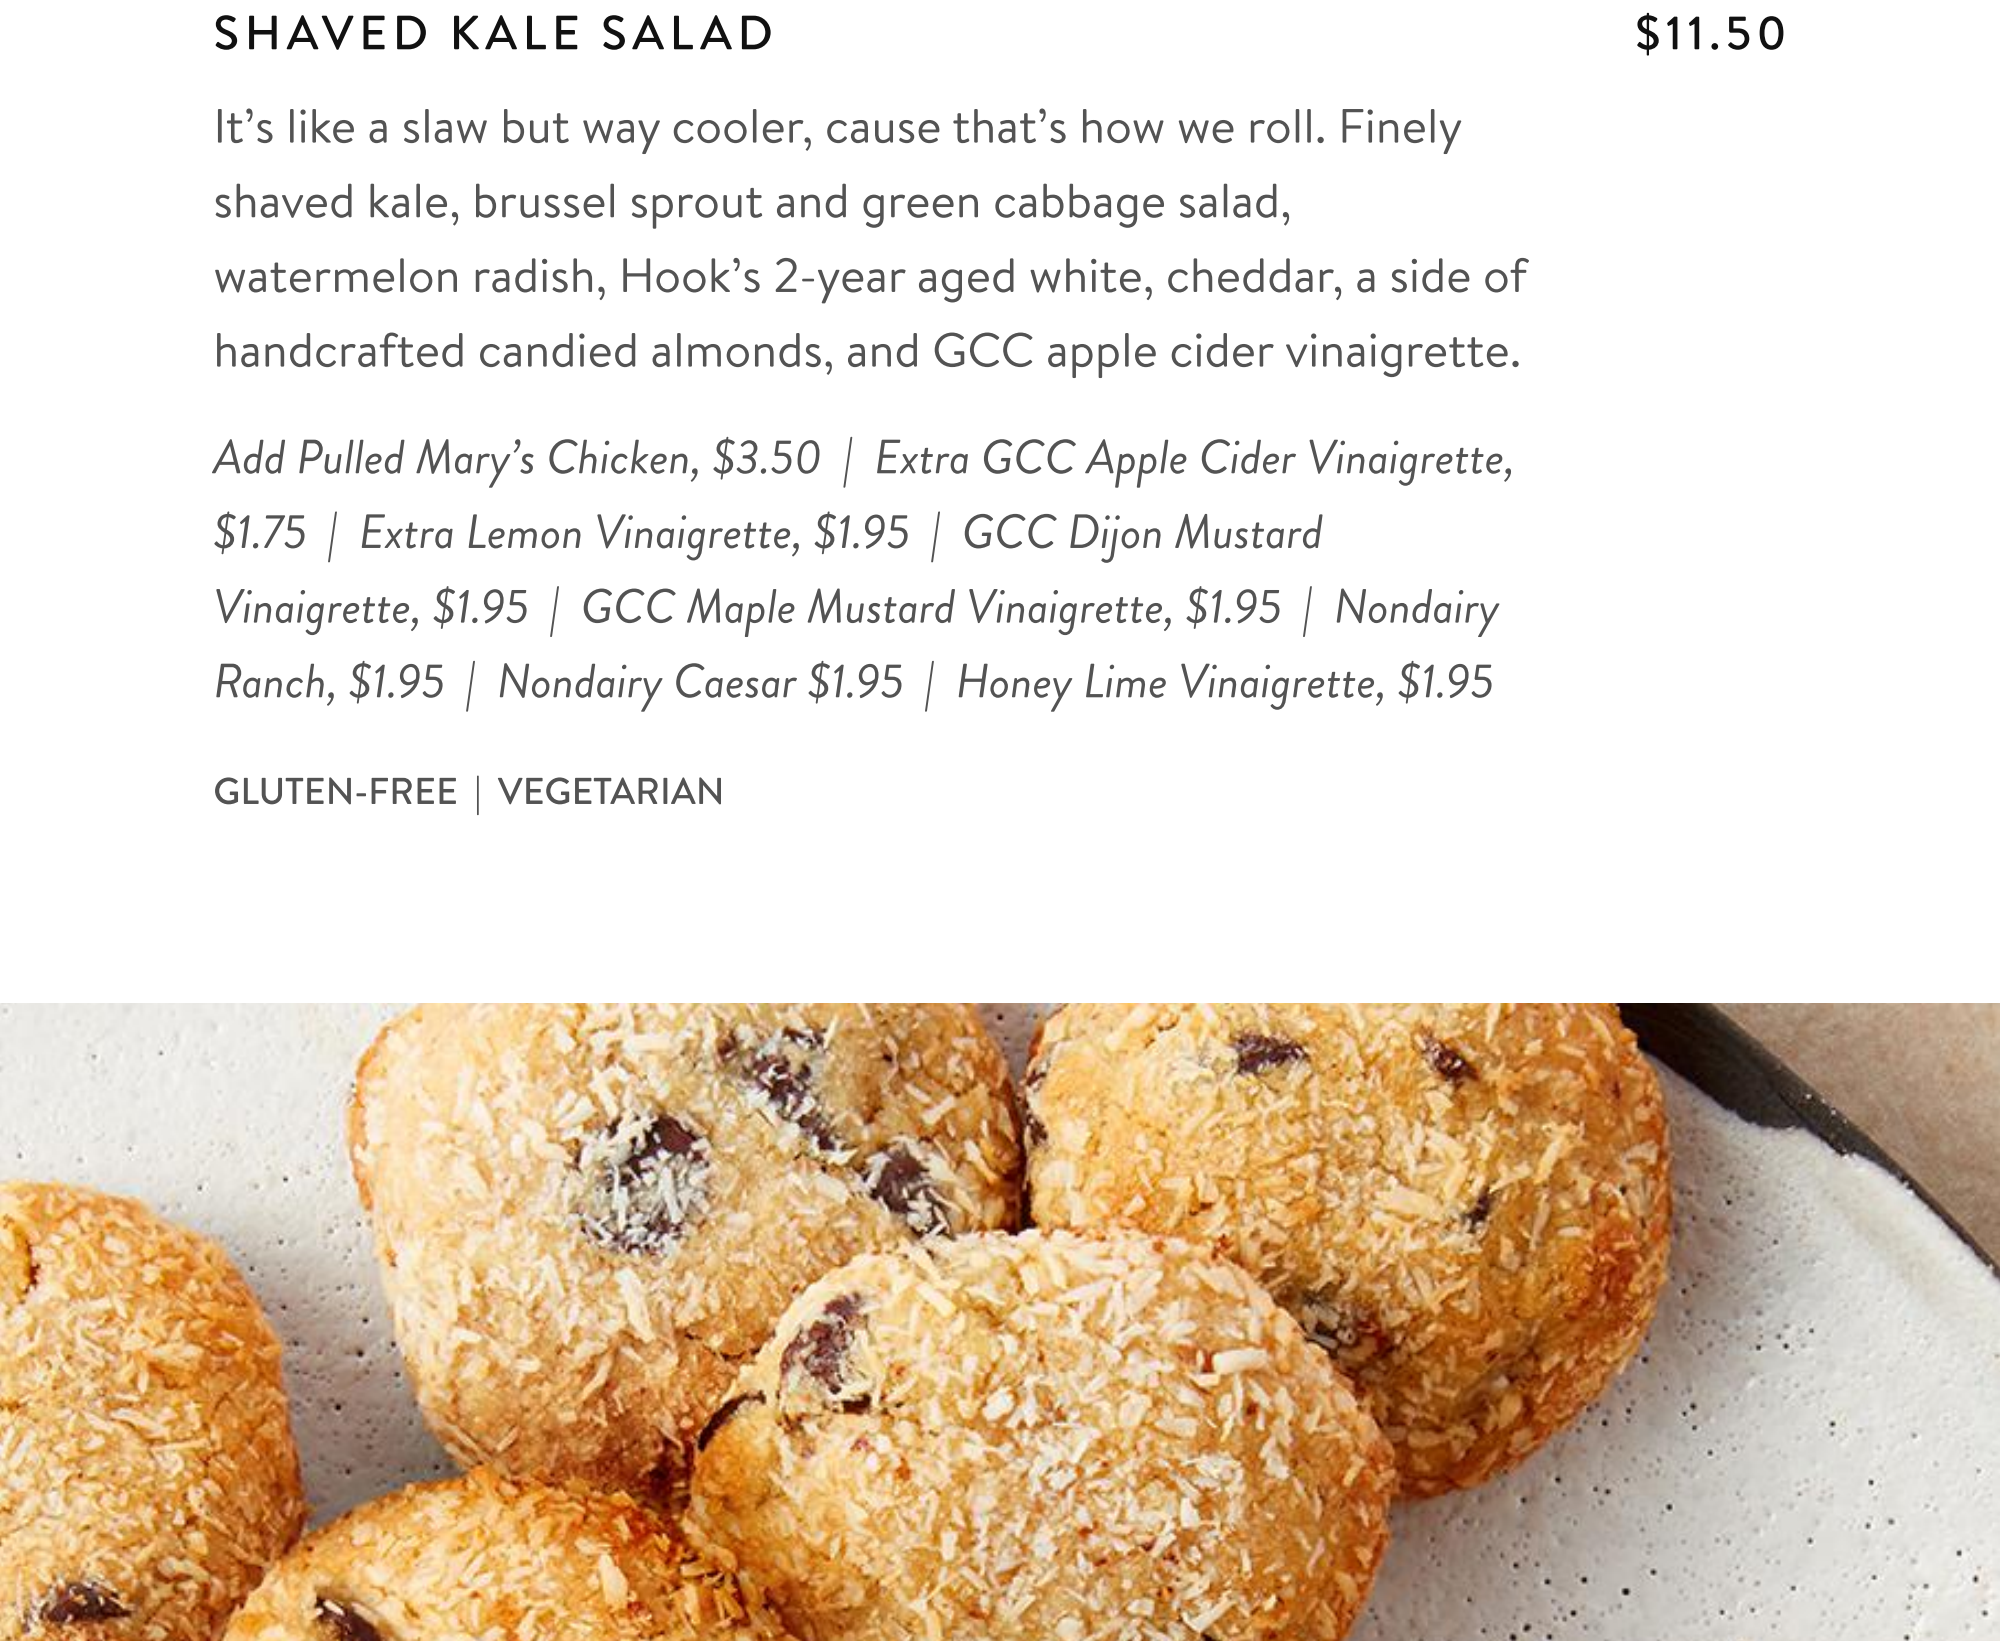 SHAVED KALE SALAD $11.50
It’s like a slaw but way cooler, cause that’s how we roll. Finely
shaved kale, brussel sprout and green cabbage salad,
watermelon radish, Hook’s 2-year aged white, cheddar, a side of
handcrafted candied almonds, and GCC apple cider vinaigrette.
Add Pulled Mary’s Chicken, $3.50 | Extra GCC Apple Cider Vinaigrette,
$1.75 | Extra Lemon Vinaigrette, $1.95 | GCC Dijon Mustard
Vinaigrette, $1.95 | GCC Maple Mustard Vinaigrette, $1.95 | Nondairy
Ranch, $1.95 | Nondairy Caesar $1.95 | Honey Lime Vinaigrette, $1.95
GLUTEN-FREE | VEGETARIAN